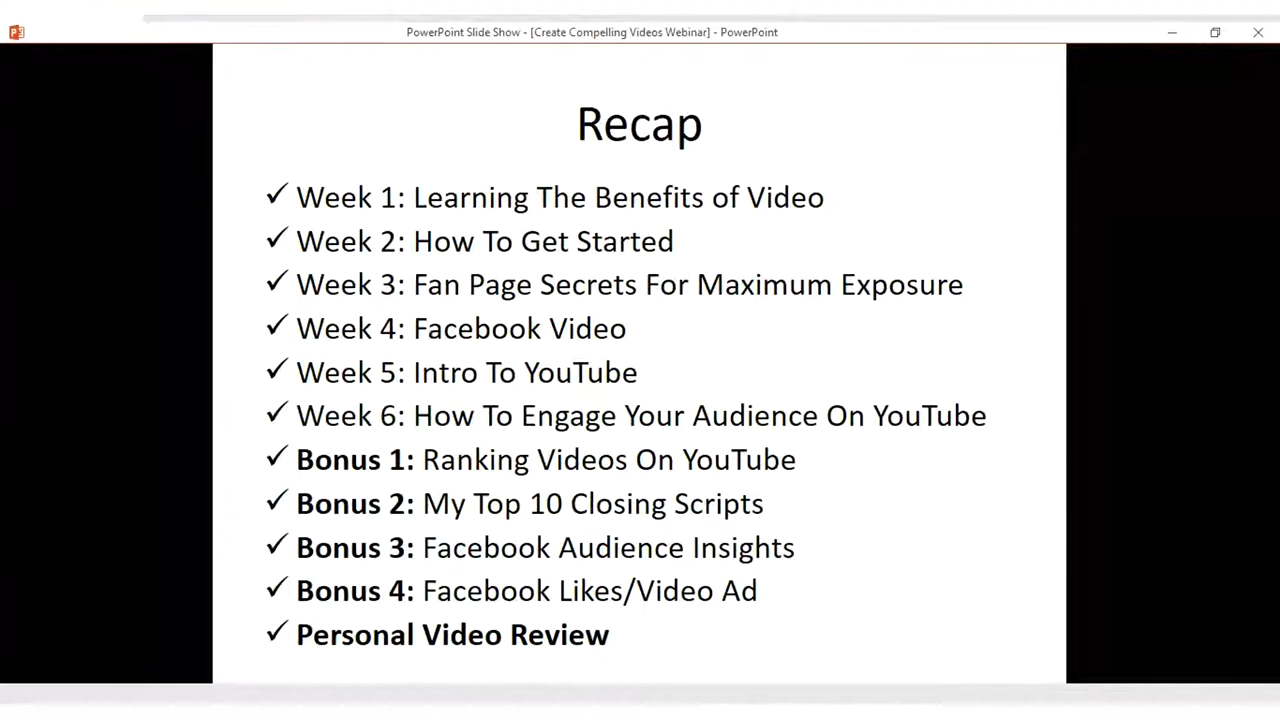 PowerPoint Slide Show - [Create Compelling Videos Webinar] - PowerPoint
Recap
✓ Week 1: Learning The Benefits of Video
✓ Week 2: How To Get Started
✓ Week 3: Fan Page Secrets For Maximum Exposure
✓ Week 4: Facebook Video
✓ Week 5: Intro To YouTube
✓ Week 6: How To Engage Your Audience On YouTube
✓ Bonus 1: Ranking Videos On YouTube
✓ Bonus 2: My Top 10 Closing Scripts
✓ Bonus 3: Facebook Audience Insights
✓ Bonus 4: Facebook Likes/Video Ad
✓ Personal Video Review